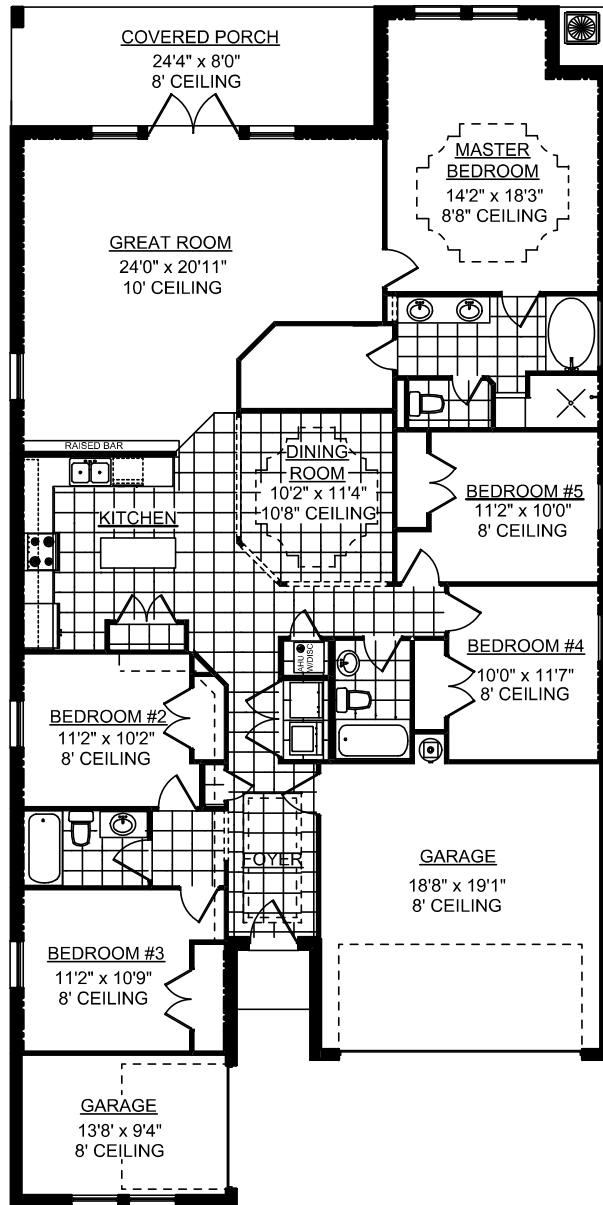 COVERED PORCH
24'4" x 8'0"
8' CEILING
MASTER
BEDROOM
14'2" x 18'3"
8'8" CEILING
GREAT ROOM
24'0" x 20'11"
10' CEILING
RAISED BAR
DINING
ROOM
10'2" x 11'4"
10'8" CEILING
KITCHEN
BEDROOM #5
11'2" x 10'0"
8' CEILING
AHU
W/DISC
BEDROOM #4
10'0" x 11'7"
8' CEILING
BEDROOM #2
11'2" x 10'2"
8' CEILING
FOYER
GARAGE
18'8" x 19'1"
8' CEILING
BEDROOM #3
11'2" x 10'9"
8' CEILING
GARAGE
13'8' x 9'4"
8' CEILING